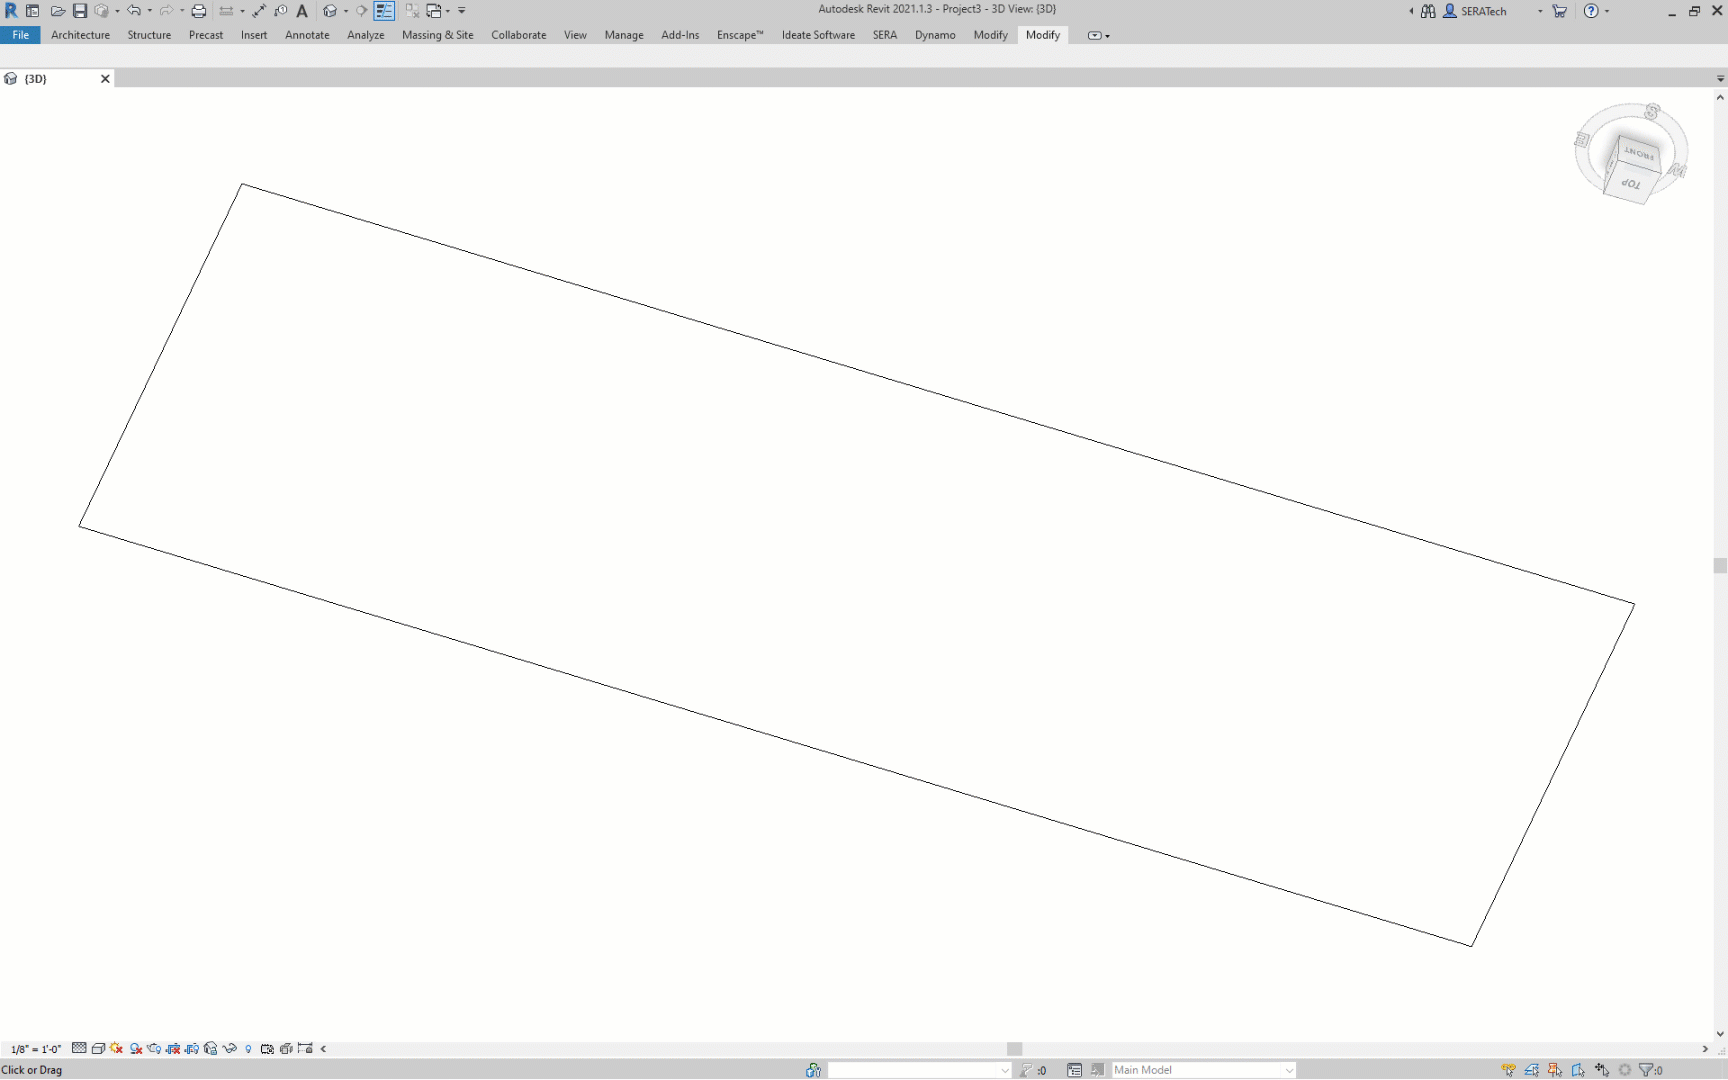 Autodesk Revit 2021.1.3 - Project3 - 3D View: {3D}
SERATech
File Architecture Structure Precast Insert Annotate Analyze Massing & Site Collaborate View Manage Add-Ins Enscape™ Ideate Software SERA Dynamo Modify Modify
{3D}
S
E
W
FRONT
TOP
1/8" = 1'-0"
Click or Drag
:0
Main Model
:0